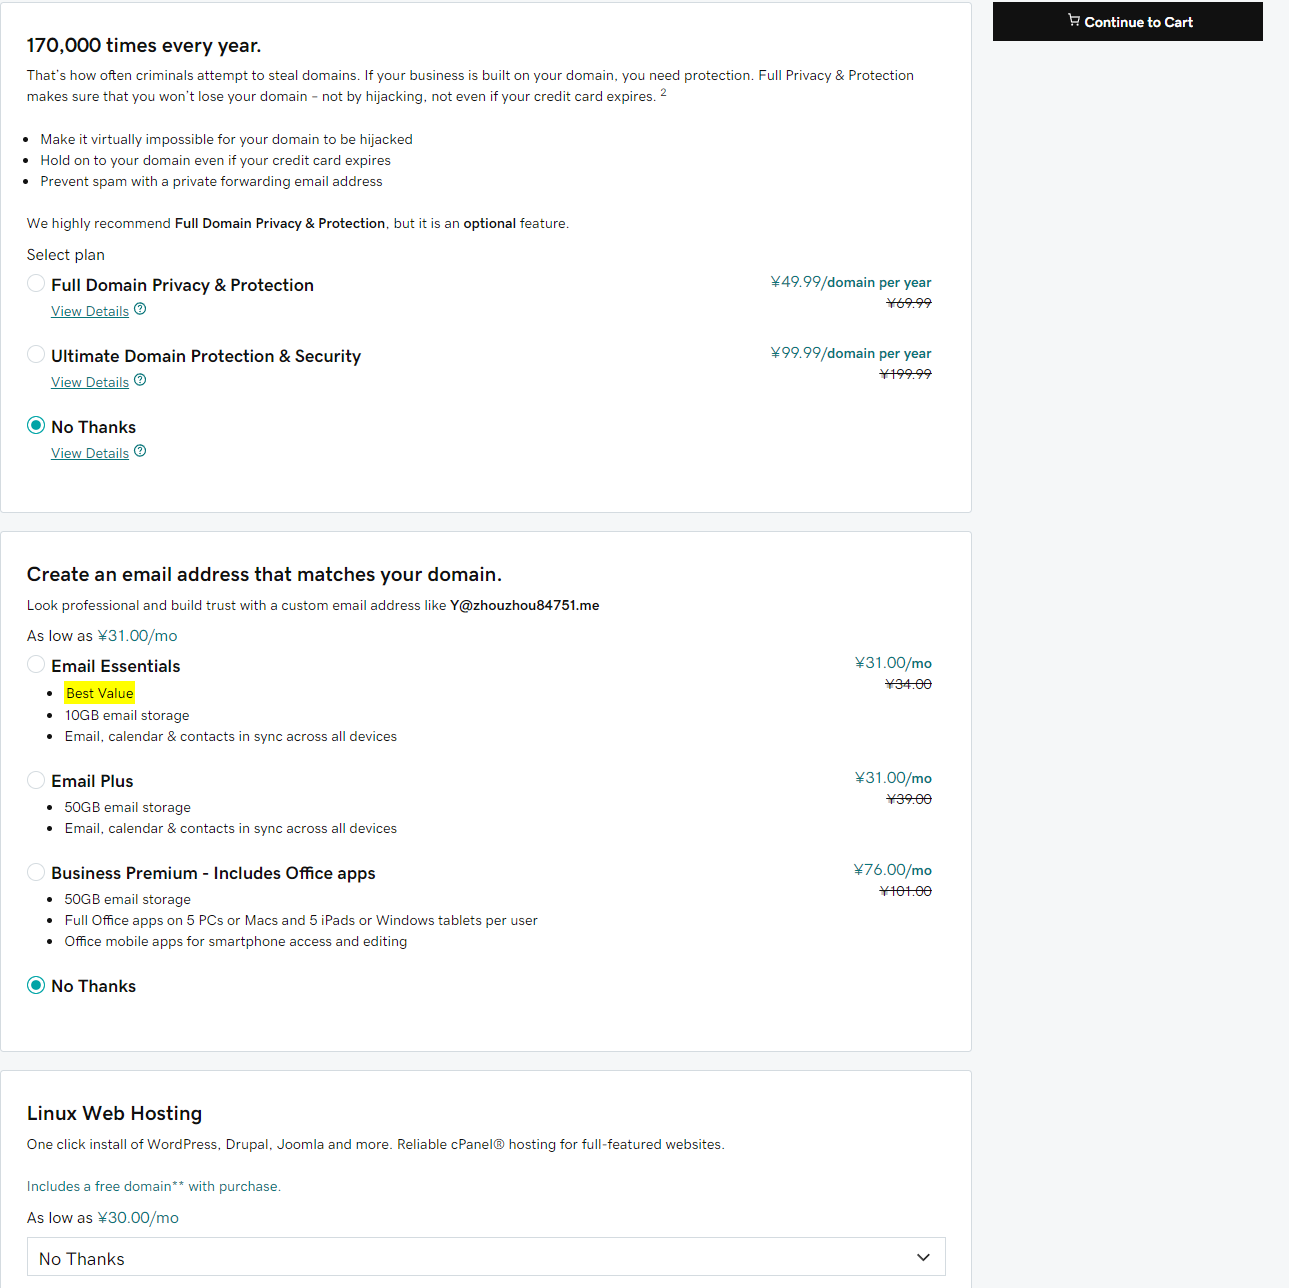 Continue to Cart
170,000 times every year.
That's how often criminals attempt to steal domains. If your business is built on your domain, you need protection. Full Privacy & Protection
makes sure that you won't lose your domain – not by hijacking, not even if your credit card expires. 2
Make it virtually impossible for your domain to be hijacked
Hold on to your domain even if your credit card expires
Prevent spam with a private forwarding email address
We highly recommend Full Domain Privacy & Protection, but it is an optional feature.
Select plan
Full Domain Privacy & Protection ¥49.99/domain per year
View Details ? ¥69.99
Ultimate Domain Protection & Security ¥99.99/domain per year
View Details ? ¥199.99
No Thanks
View Details ?
Create an email address that matches your domain.
Look professional and build trust with a custom email address like Y@zhouzhou84751.me
As low as ¥31.00/mo
Email Essentials ¥31.00/mo
¥34.00
Best Value
10GB email storage
Email, calendar & contacts in sync across all devices
Email Plus ¥31.00/mo
¥39.00
50GB email storage
Email, calendar & contacts in sync across all devices
Business Premium - Includes Office apps ¥76.00/mo
¥101.00
50GB email storage
Full Office apps on 5 PCs or Macs and 5 iPads or Windows tablets per user
Office mobile apps for smartphone access and editing
No Thanks
Linux Web Hosting
One click install of WordPress, Drupal, Joomla and more. Reliable cPanel® hosting for full-featured websites.
Includes a free domain** with purchase.
As low as ¥30.00/mo
No Thanks